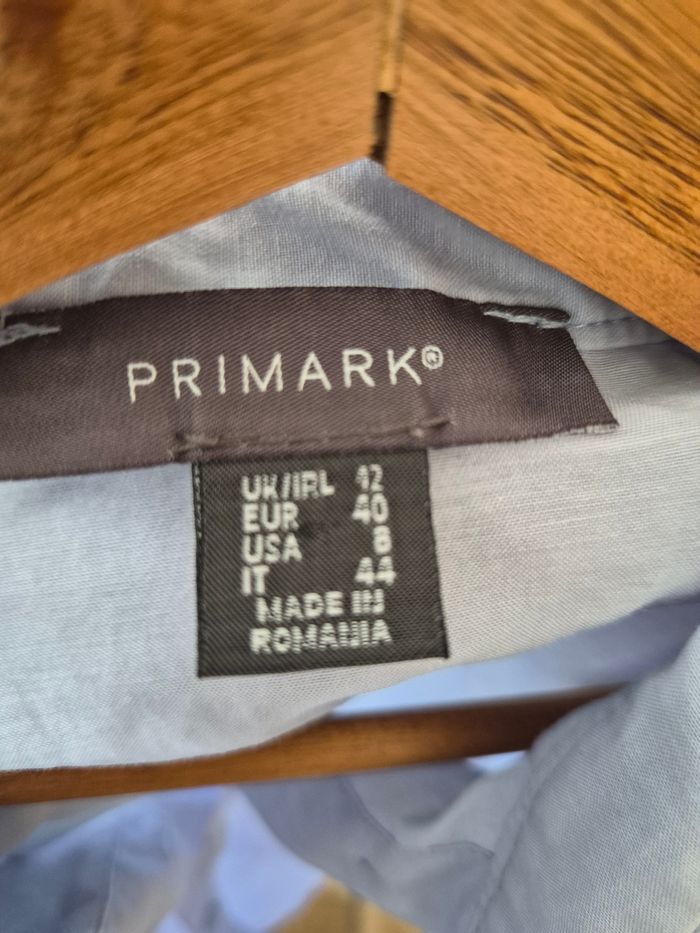 PRIMARK®
UK/IRL 12
EUR 40
USA 8
IT 44
MADE IN
ROMANIA